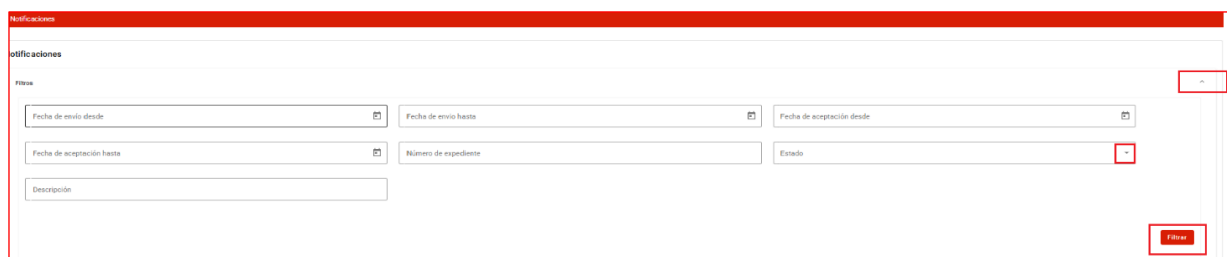 Notificaciones
otificaciones
Filtros
Fecha de envío desde
Fecha de envío hasta
Fecha de aceptación desde
Fecha de aceptación hasta
Número de expediente
Estado
Descripción
Filtrar